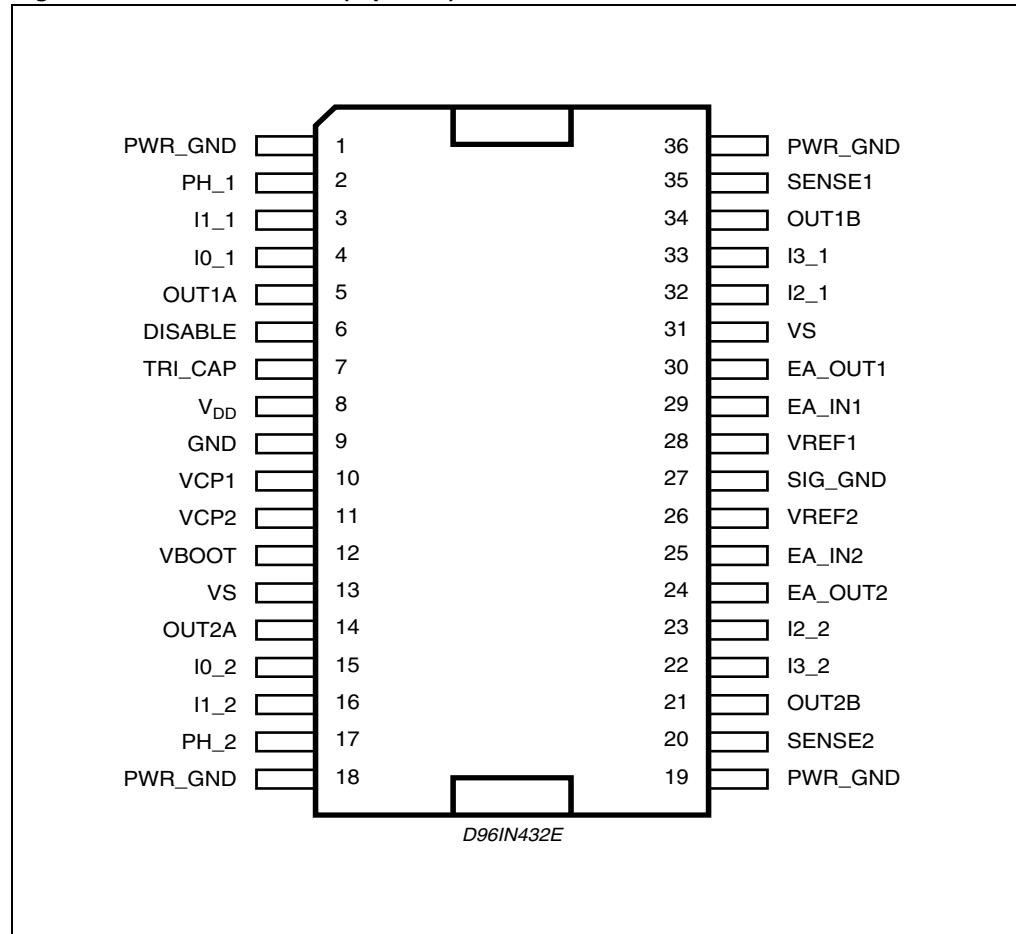 PWR_GND 1 36 PWR_GND
PH_1 2 35 SENSE1
I1_1 3 34 OUT1B
I0_1 4 33 I3_1
OUT1A 5 32 I2_1
DISABLE 6 31 VS
TRI_CAP 7 30 EA_OUT1
VDD 8 29 EA_IN1
GND 9 28 VREF1
VCP1 10 27 SIG_GND
VCP2 11 26 VREF2
VBOOT 12 25 EA_IN2
VS 13 24 EA_OUT2
OUT2A 14 23 I2_2
I0_2 15 22 I3_2
I1_2 16 21 OUT2B
PH_2 17 20 SENSE2
PWR_GND 18 19 PWR_GND
D96IN432E